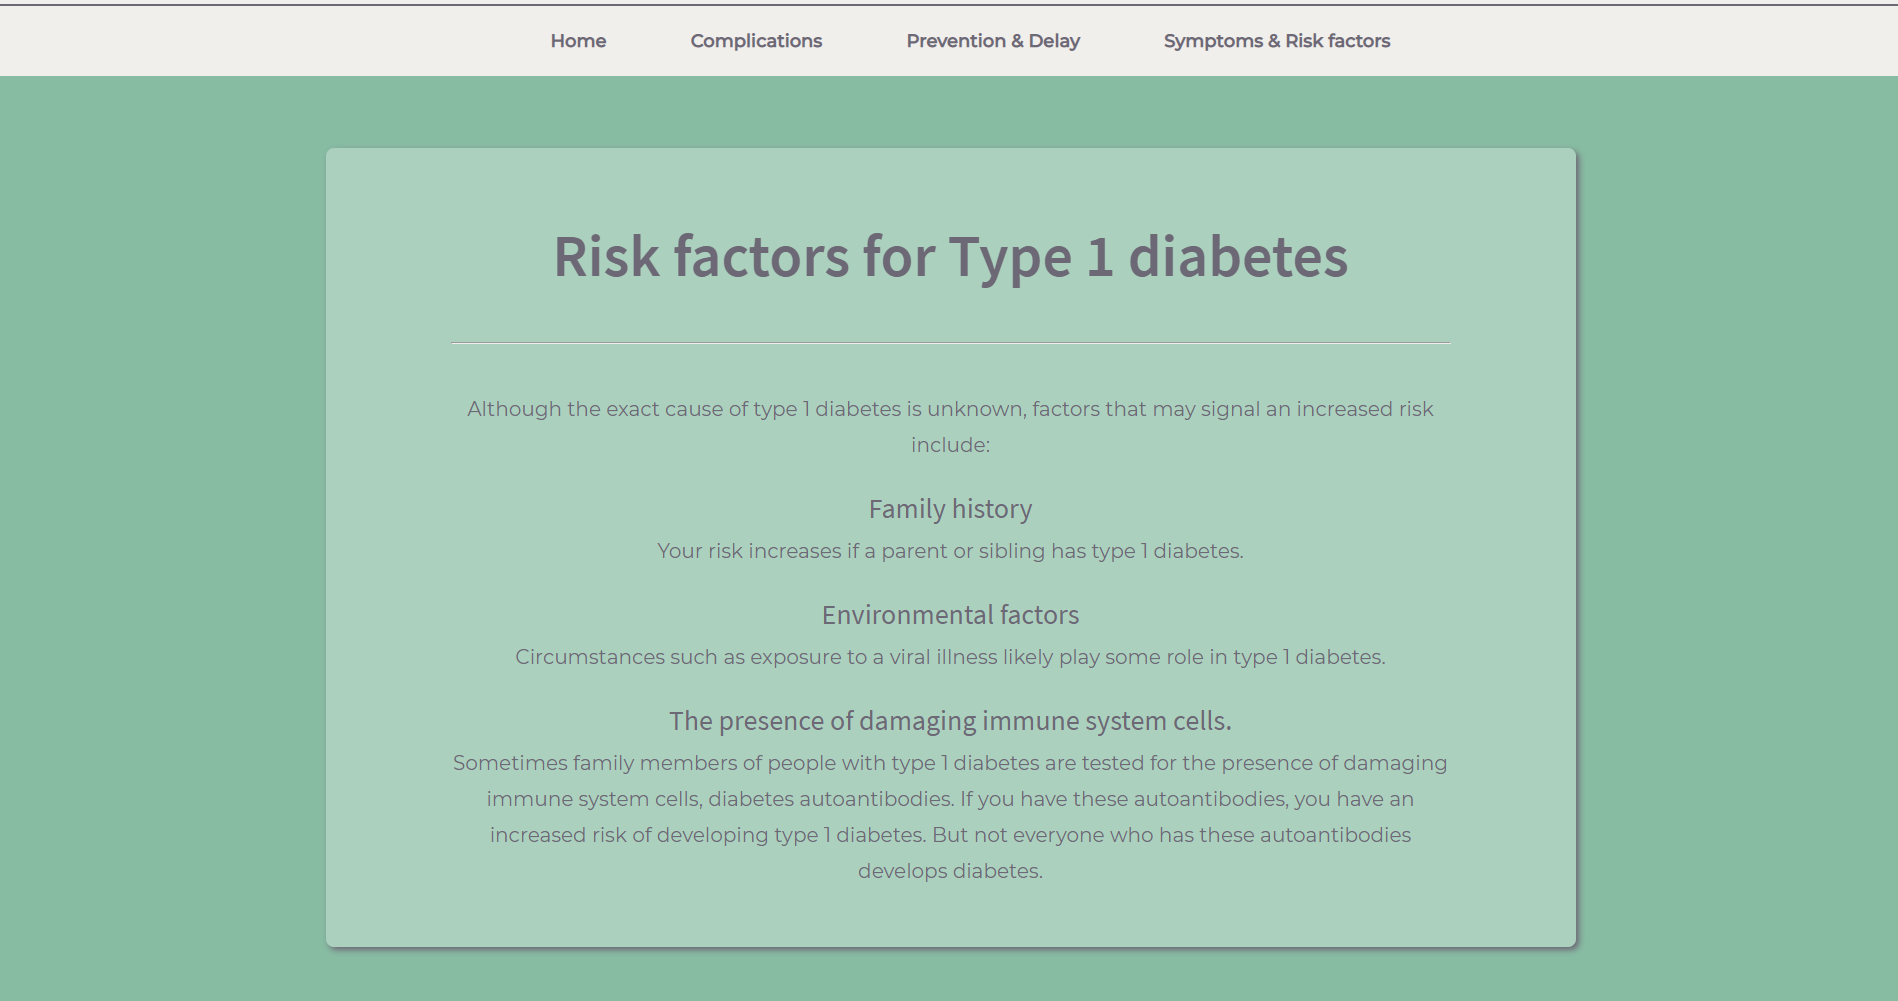 Home Complications Prevention & Delay Symptoms & Risk factors
Risk factors for Type 1 diabetes
Although the exact cause of type 1 diabetes is unknown, factors that may signal an increased risk
include:
Family history
Your risk increases if a parent or sibling has type 1 diabetes.
Environmental factors
Circumstances such as exposure to a viral illness likely play some role in type 1 diabetes.
The presence of damaging immune system cells.
Sometimes family members of people with type 1 diabetes are tested for the presence of damaging
immune system cells, diabetes autoantibodies. If you have these autoantibodies, you have an
increased risk of developing type 1 diabetes. But not everyone who has these autoantibodies
develops diabetes.